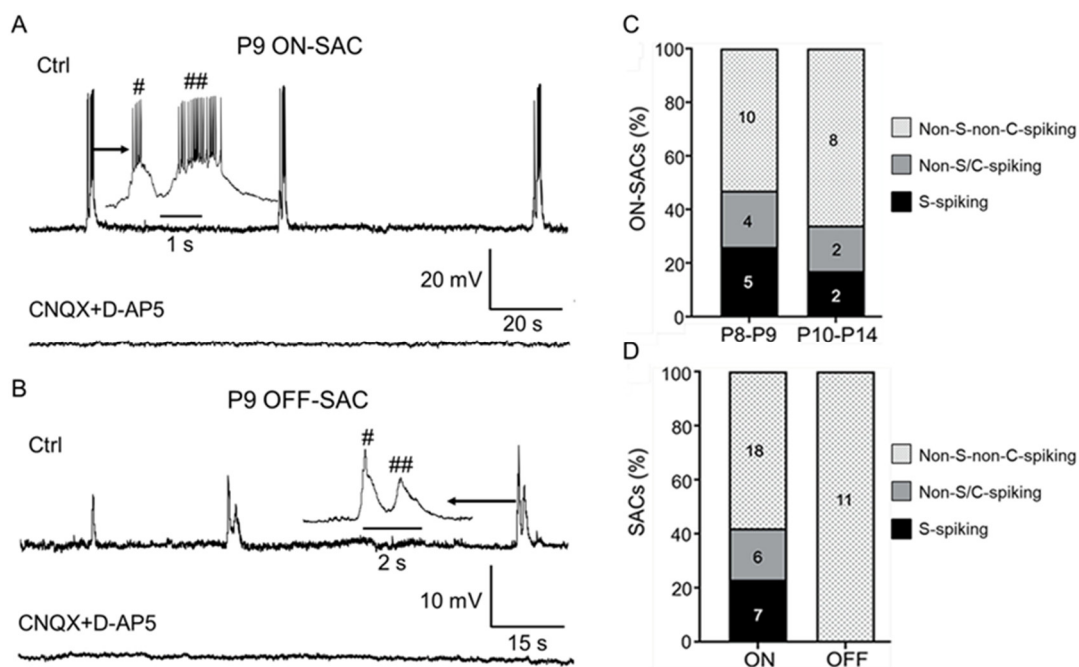 A
P9 ON-SAC
Ctrl
#
##
1 s
20 mV
20 s
CNQX+D-AP5
B
P9 OFF-SAC
Ctrl
#
##
2 s
10 mV
15 s
CNQX+D-AP5
C
ON-SACs (%)
100
80
60
40
20
0
10
4
5
8
2
2
P8-P9
P10-P14
Non-S-non-C-spiking
Non-S/C-spiking
S-spiking
D
SACs (%)
100
80
60
40
20
0
18
6
7
11
ON
OFF
Non-S-non-C-spiking
Non-S/C-spiking
S-spiking